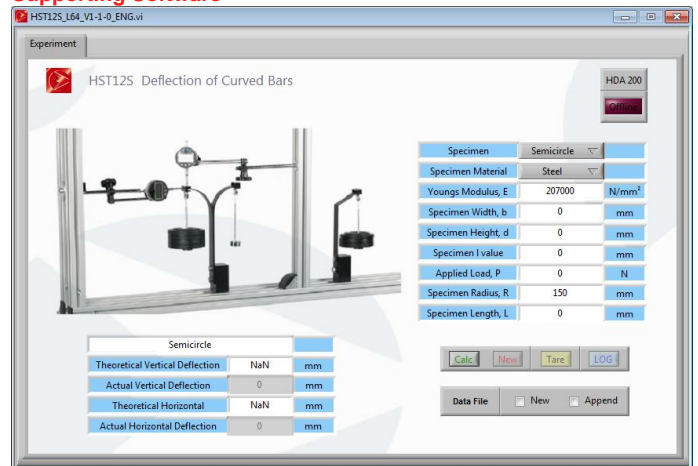 Supporting Software
HST12S_L64_V1-1-0_ENG.vi
Experiment
HST12S Deflection of Curved Bars
HDA 200
Offline
Specimen Semicircle
Specimen Material Steel
Youngs Modulus, E 207000 N/mm²
Specimen Width, b 0 mm
Specimen Height, d 0 mm
Specimen I value 0 mm
Applied Load, P 0 N
Specimen Radius, R 150 mm
Specimen Length, L 0 mm
Semicircle
Theoretical Vertical Deflection NaN mm
Actual Vertical Deflection 0 mm
Theoretical Horizontal NaN mm
Actual Horizontal Deflection 0 mm
Calc New Tare LOG
Data File New Append